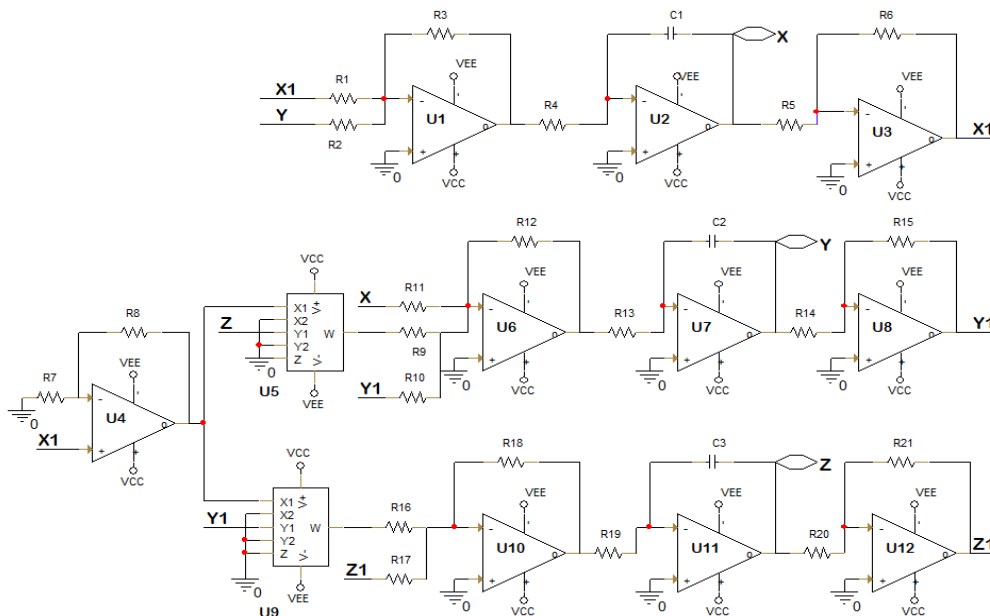 R3
C1
R6
X
VEE
VEE
VEE
X1
R1
R4
R5
Y
R2
U1
U2
U3
X1
0
0
0
VCC
VCC
VCC
R12
C2
R15
Y
VCC
VEE
VEE
VEE
X
R11
R8
X1
V+
X2
Z
Y1
W
R9
U6
R13
U7
R14
U8
Y1
Y2
Z
V-
0
U5
VEE
Y1
R10
0
0
0
VCC
VCC
VCC
VEE
R7
U4
0
X1
VCC
R18
C3
R21
Z
VCC
VEE
VEE
VEE
X1
V+
X2
Y1
Y1
W
R16
Y2
Z
V-
U10
R19
U11
R20
U12
Z1
R17
Z1
0
VEE
U9
0
0
0
VCC
VCC
VCC